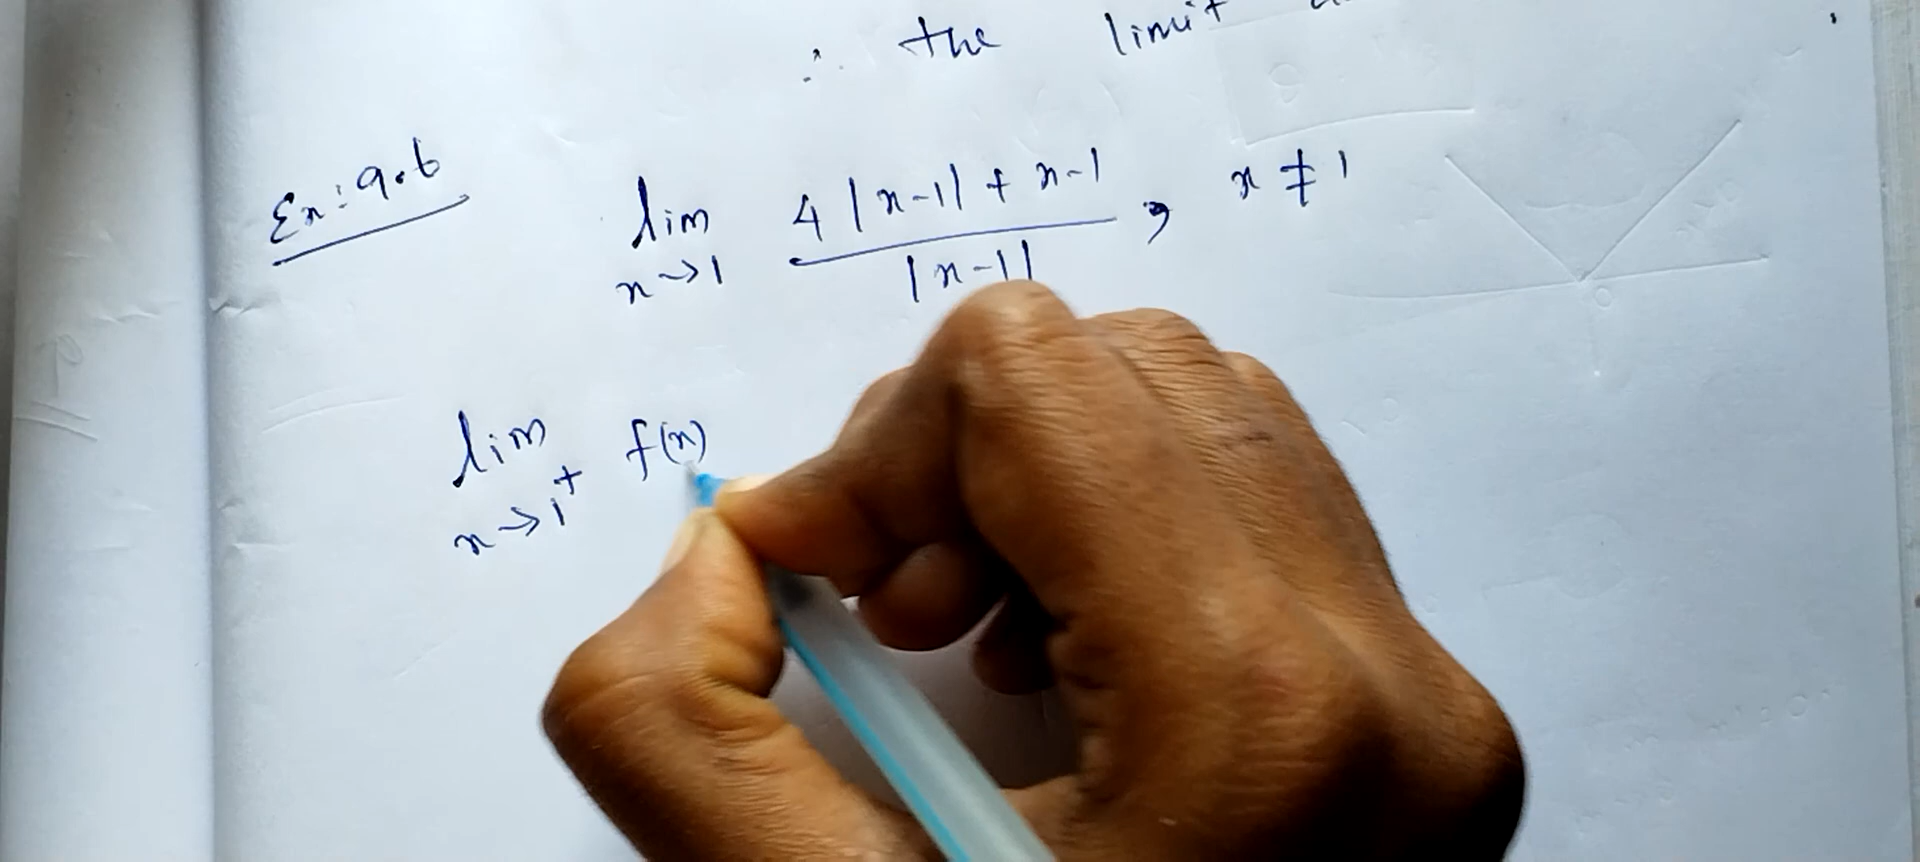 ∴ the limit
Ex: 9.6 lim x→1 4|x-1| + x-1 / |x-1| , x ≠ 1
lim x→1⁺ f(x)